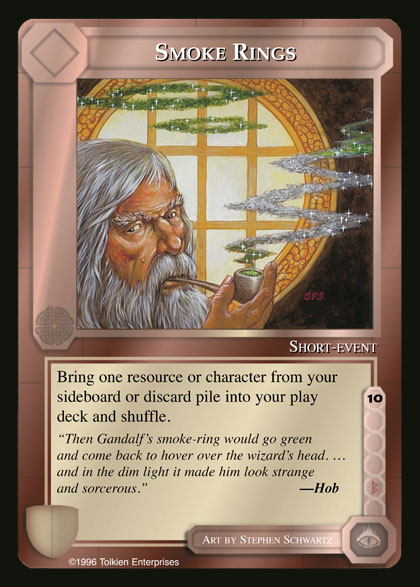 Smoke Rings
SFS
Short-event
Bring one resource or character from your
sideboard or discard pile into your play
deck and shuffle.
10
“Then Gandalf’s smoke-ring would go green
and come back to hover over the wizard’s head. …
and in the dim light it made him look strange
and sorcerous.” —Hob
Art by Stephen Schwartz
©1996 Tolkien Enterprises